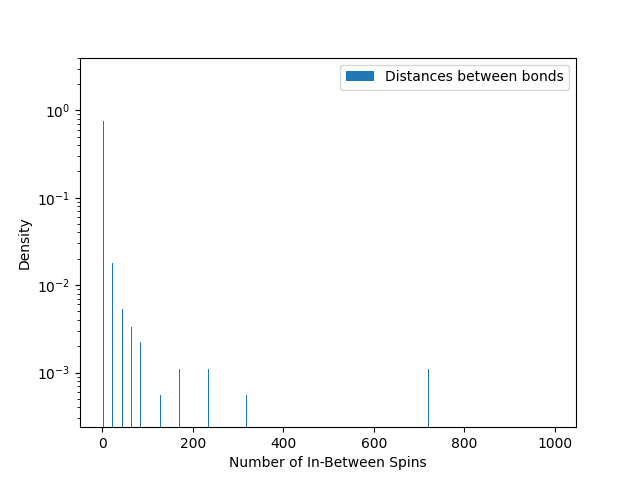 Distances between bonds
10⁰
10⁻¹
10⁻²
10⁻³
Density
0 200 400 600 800 1000
Number of In-Between Spins